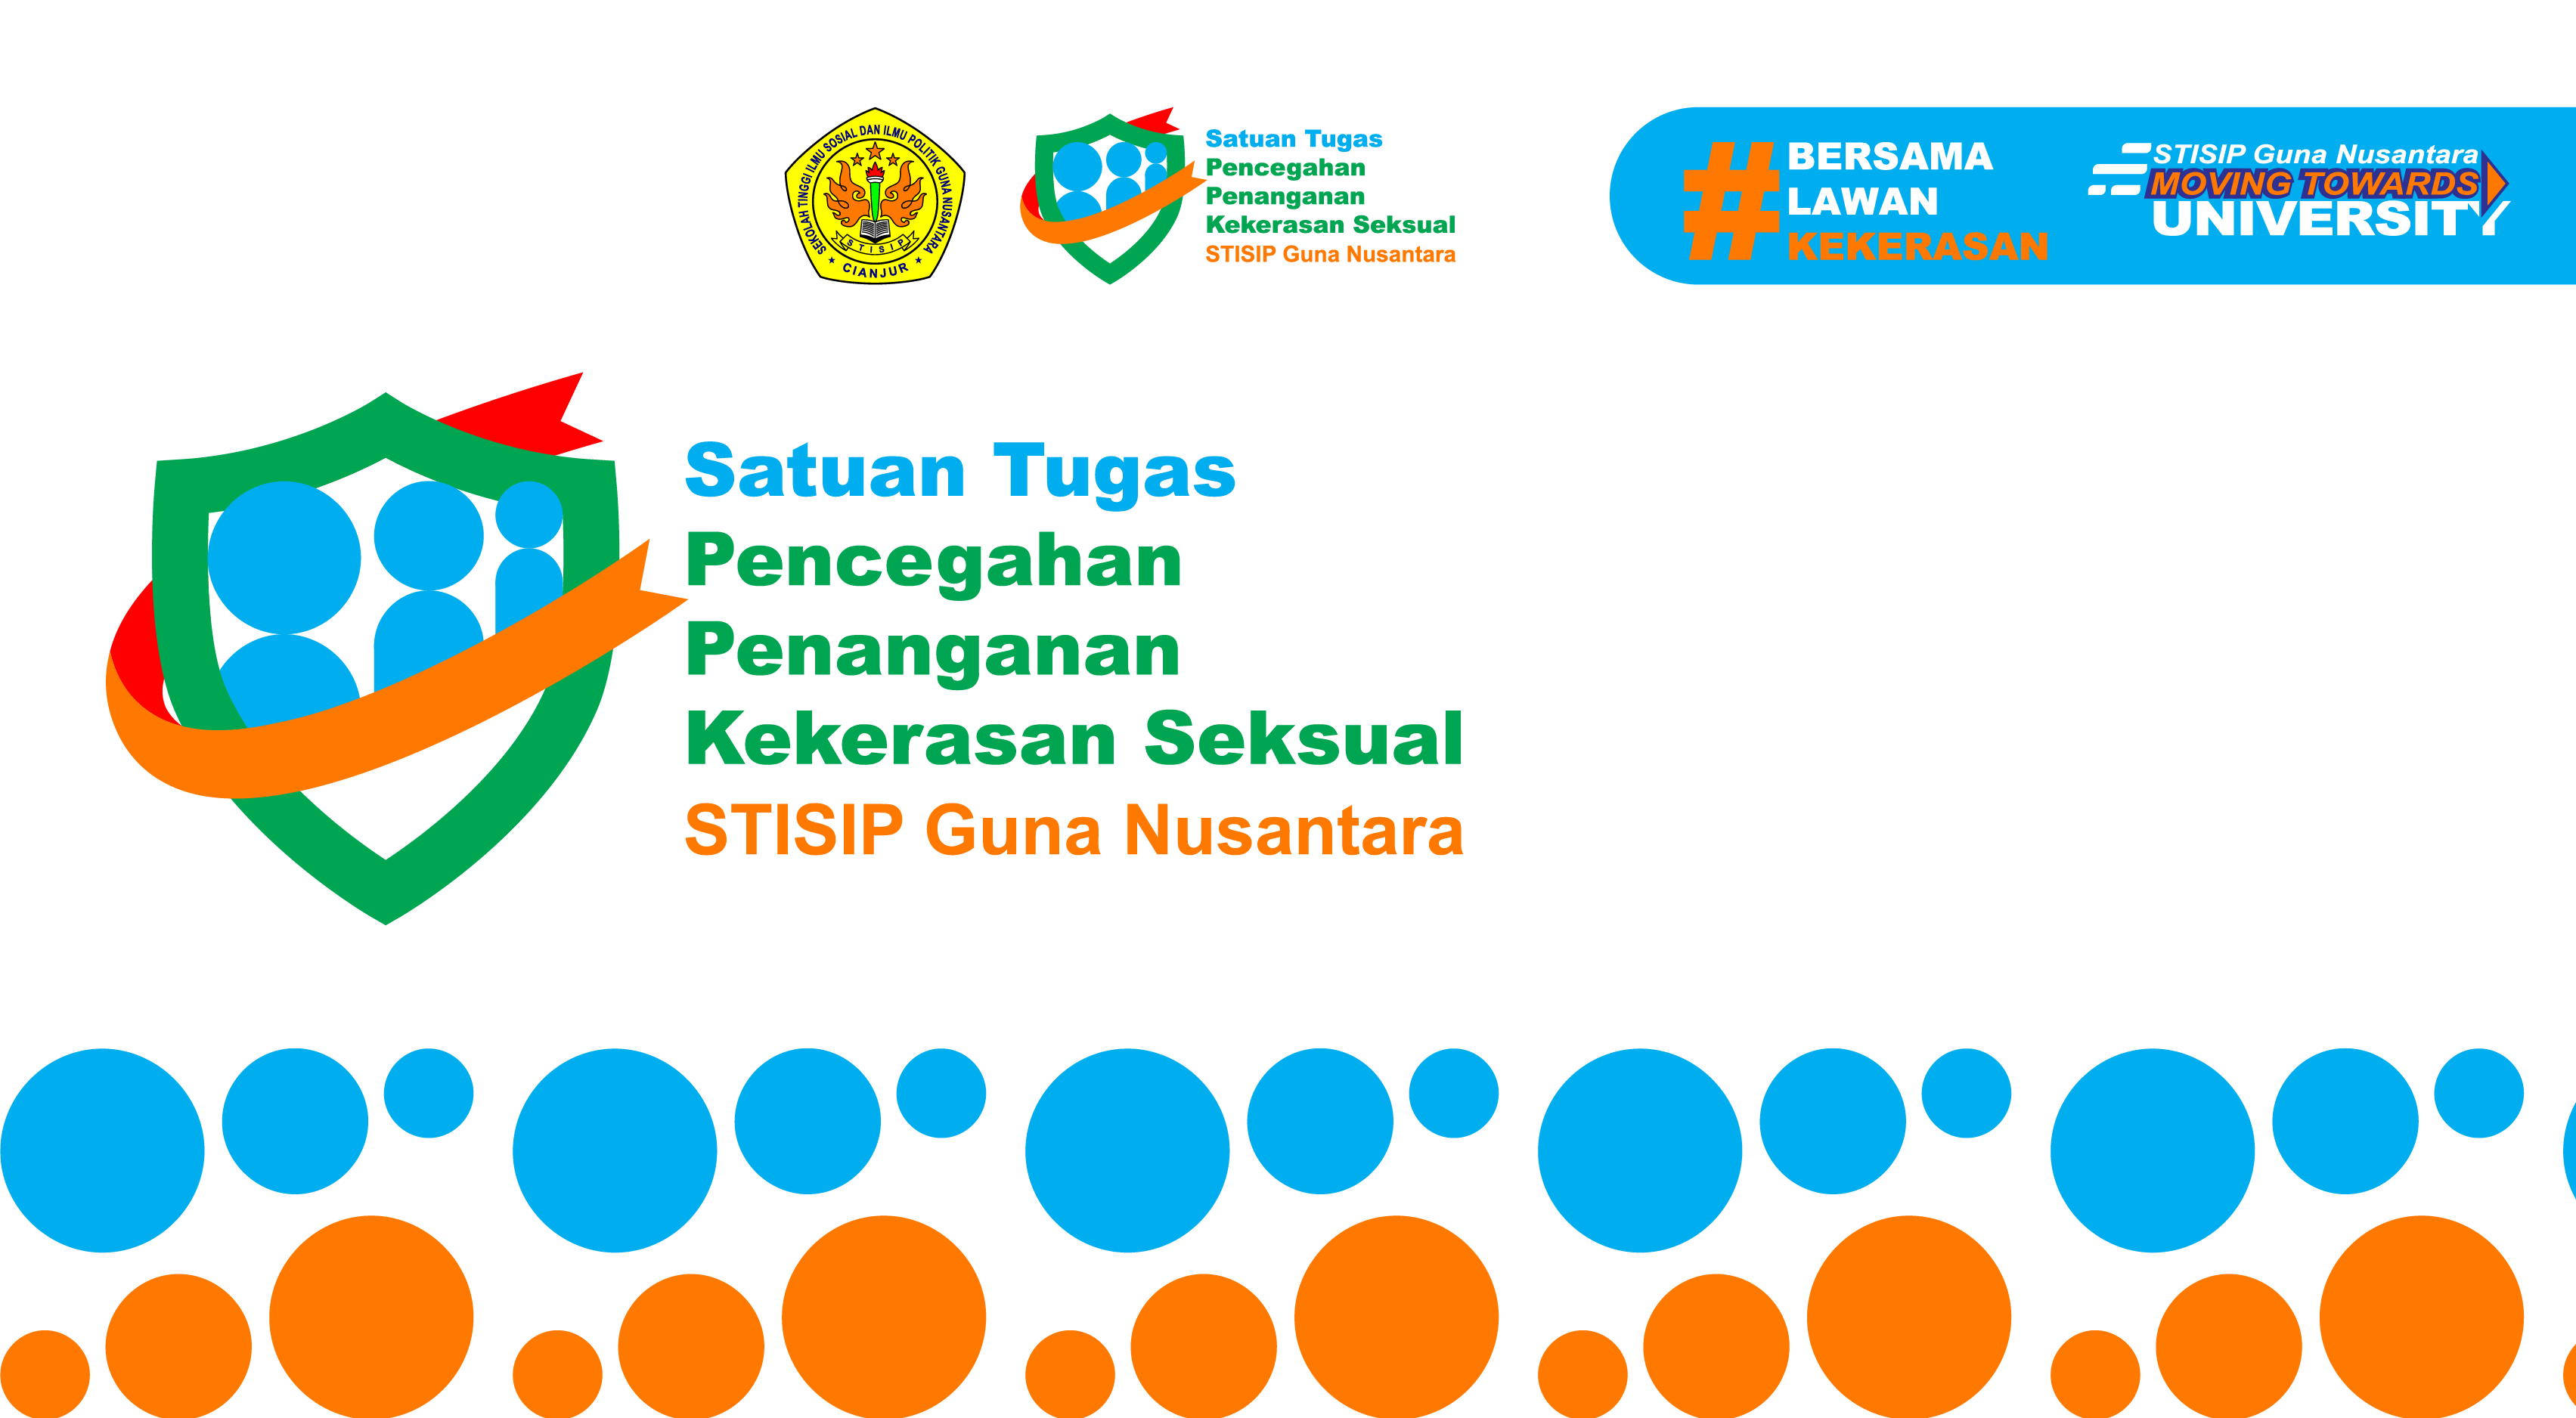 SEKOLAH TINGGI ILMU SOSIAL DAN ILMU POLITIK GUNA NUSANTARA
STISIP
★ CIANJUR ★
Satuan Tugas
Pencegahan
Penanganan
Kekerasan Seksual
STISIP Guna Nusantara
#BERSAMA
LAWAN
KEKERASAN
STISIP Guna Nusantara
MOVING TOWARDS
UNIVERSITY
Satuan Tugas
Pencegahan
Penanganan
Kekerasan Seksual
STISIP Guna Nusantara